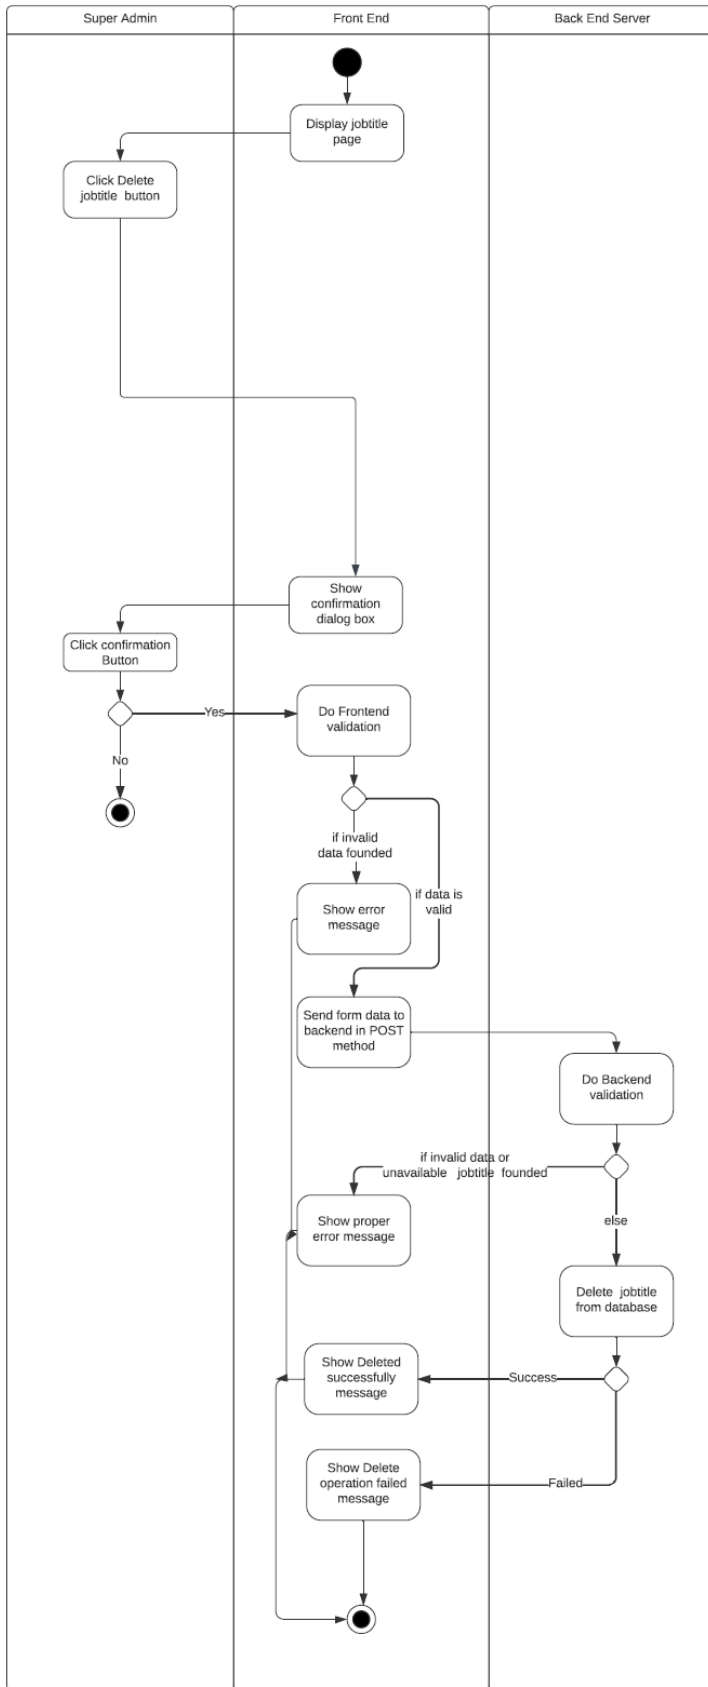 Super Admin
Front End
Back End Server
Display jobtitle
page
Click Delete
jobtitle button
Show
confirmation
dialog box
Click confirmation
Button
Yes
Do Frontend
validation
No
if invalid
data founded
if data is
valid
Show error
message
Send form data to
backend in POST
method
Do Backend
validation
if invalid data or
unavailable jobtitle founded
Show proper
error message
else
Delete jobtitle
from database
Show Deleted
successfully
message
Success
Show Delete
operation failed
message
Failed